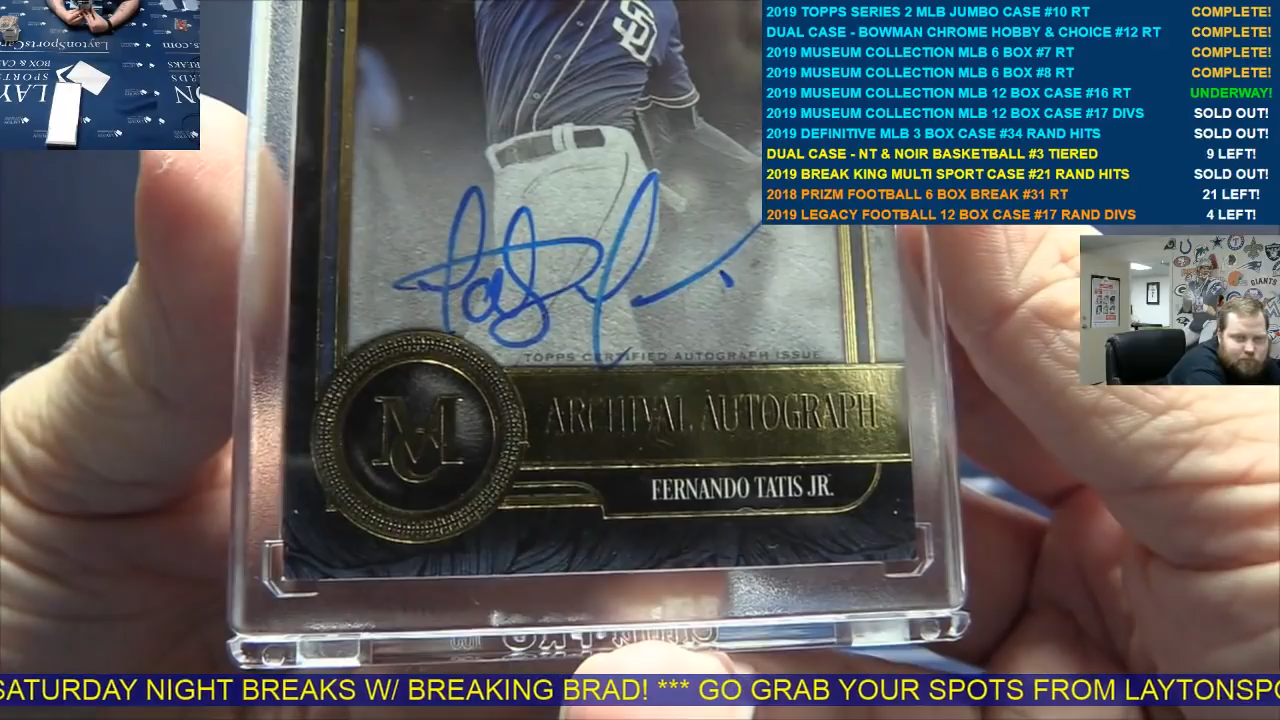 2019 TOPPS SERIES 2 MLB JUMBO CASE #10 RT COMPLETE!
DUAL CASE - BOWMAN CHROME HOBBY & CHOICE #12 RT COMPLETE!
2019 MUSEUM COLLECTION MLB 6 BOX #7 RT COMPLETE!
2019 MUSEUM COLLECTION MLB 6 BOX #8 RT COMPLETE!
2019 MUSEUM COLLECTION MLB 12 BOX CASE #16 RT UNDERWAY!
2019 MUSEUM COLLECTION MLB 12 BOX CASE #17 DIVS SOLD OUT!
2019 DEFINITIVE MLB 3 BOX CASE #34 RAND HITS SOLD OUT!
DUAL CASE - NT & NOIR BASKETBALL #3 TIERED 9 LEFT!
2019 BREAK KING MULTI SPORT CASE #21 RAND HITS SOLD OUT!
2018 PRIZM FOOTBALL 6 BOX BREAK #31 RT 21 LEFT!
2019 LEGACY FOOTBALL 12 BOX CASE #17 RAND DIVS 4 LEFT!
SD
TOPPS CERTIFIED AUTOGRAPH ISSUE
MC
ARCHIVAL AUTOGRAPH
FERNANDO TATIS JR.
GIANTS
SATURDAY NIGHT BREAKS W/ BREAKING BRAD! *** GO GRAB YOUR SPOTS FROM LAYTONSPO